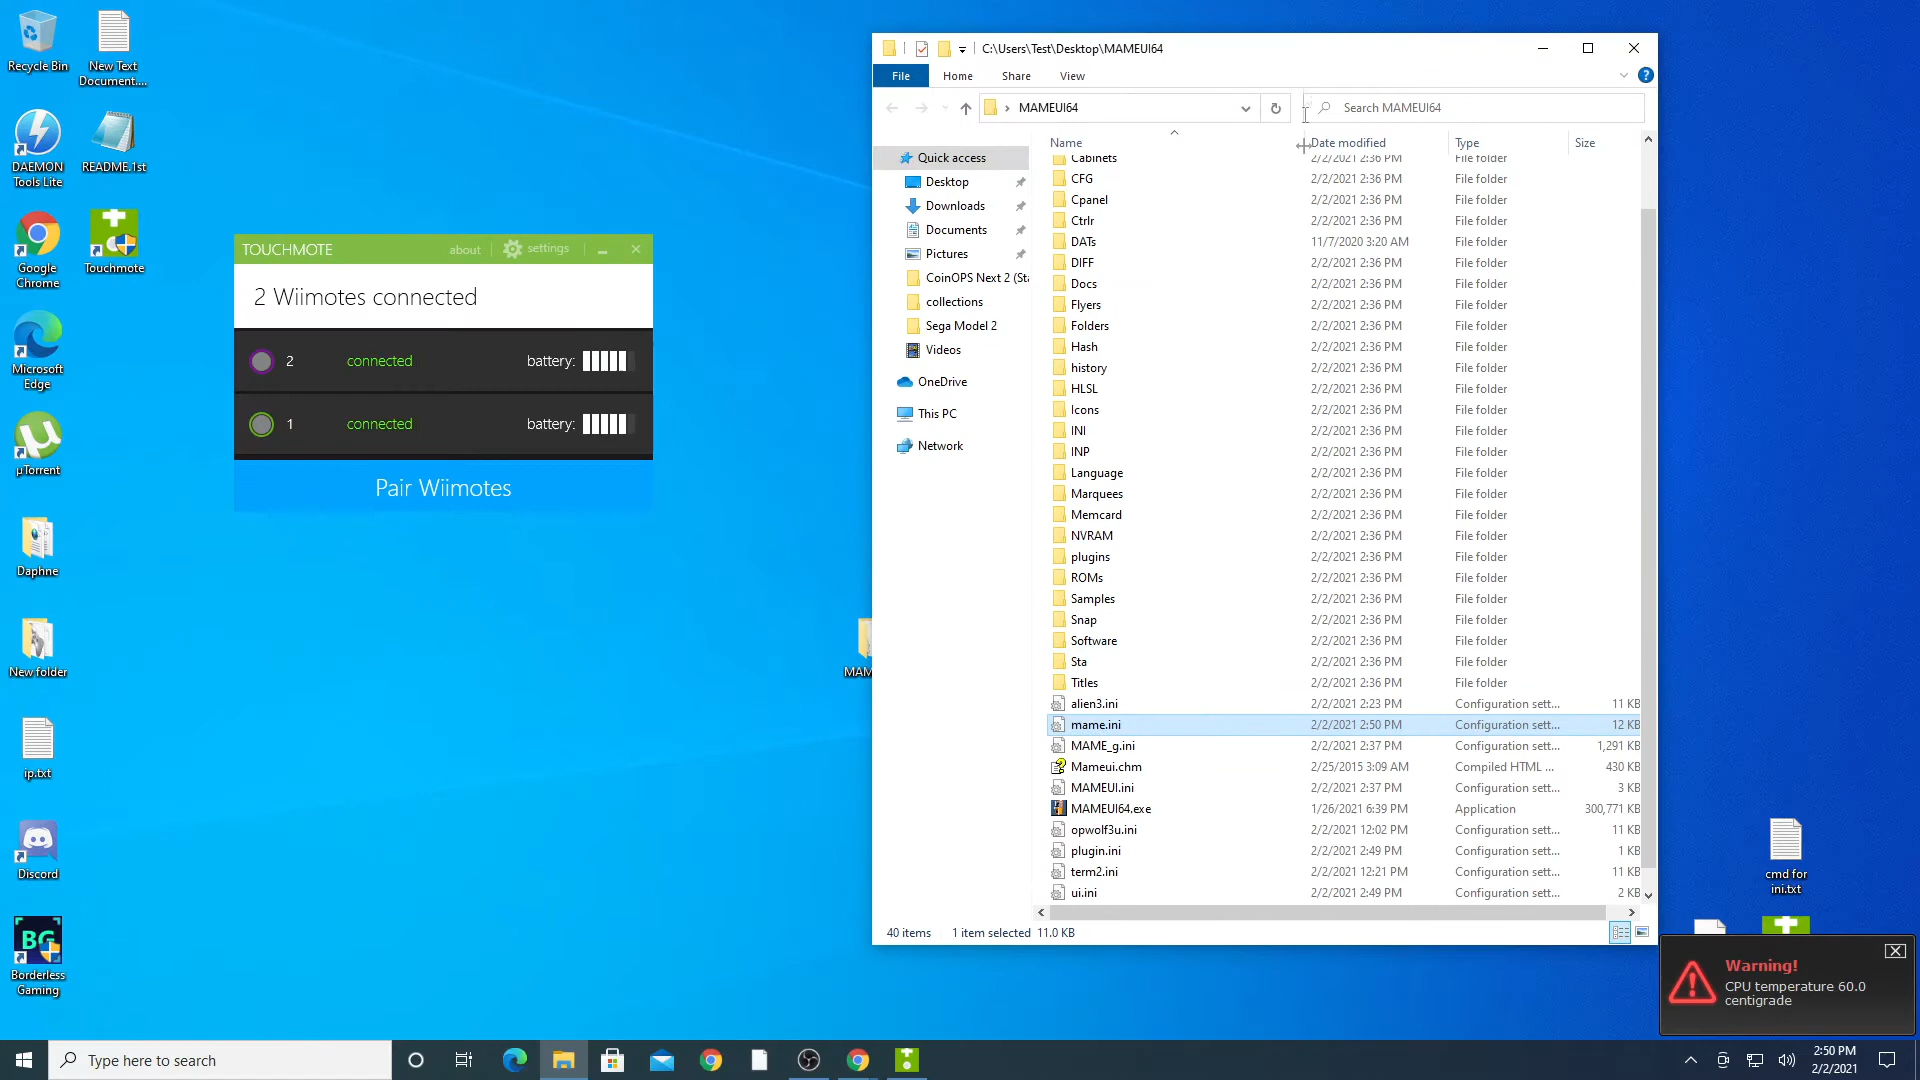 Recycle Bin
New Text
Document....
DAEMON
Tools Lite
README.1st
Google
Chrome
Touchmote
Microsoft
Edge
µTorrent
Daphne
New folder
ip.txt
Discord
BG
Borderless
Gaming
TOUCHMOTE
about
settings
2 Wiimotes connected
2 connected battery:
1 connected battery:
Pair Wiimotes
C:\Users\Test\Desktop\MAMEUI64
File Home Share View
MAMEUI64
Search MAMEUI64
Quick access
Desktop
Downloads
Documents
Pictures
CoinOPS Next 2 (Sta
collections
Sega Model 2
Videos
OneDrive
This PC
Network
Name Date modified Type Size
Cabinets 2/2/2021 2:36 PM File folder
CFG 2/2/2021 2:36 PM File folder
Cpanel 2/2/2021 2:36 PM File folder
Ctrlr 2/2/2021 2:36 PM File folder
DATs 11/7/2020 3:20 AM File folder
DIFF 2/2/2021 2:36 PM File folder
Docs 2/2/2021 2:36 PM File folder
Flyers 2/2/2021 2:36 PM File folder
Folders 2/2/2021 2:36 PM File folder
Hash 2/2/2021 2:36 PM File folder
history 2/2/2021 2:36 PM File folder
HLSL 2/2/2021 2:36 PM File folder
Icons 2/2/2021 2:36 PM File folder
INI 2/2/2021 2:36 PM File folder
INP 2/2/2021 2:36 PM File folder
Language 2/2/2021 2:36 PM File folder
Marquees 2/2/2021 2:36 PM File folder
Memcard 2/2/2021 2:36 PM File folder
NVRAM 2/2/2021 2:36 PM File folder
plugins 2/2/2021 2:36 PM File folder
ROMs 2/2/2021 2:36 PM File folder
Samples 2/2/2021 2:36 PM File folder
Snap 2/2/2021 2:36 PM File folder
Software 2/2/2021 2:36 PM File folder
Sta 2/2/2021 2:36 PM File folder
Titles 2/2/2021 2:36 PM File folder
alien3.ini 2/2/2021 2:23 PM Configuration sett... 11 KB
mame.ini 2/2/2021 2:50 PM Configuration sett... 12 KB
MAME_g.ini 2/2/2021 2:37 PM Configuration sett... 1,291 KB
Mameui.chm 2/25/2015 3:09 AM Compiled HTML ... 430 KB
MAMEUI.ini 2/2/2021 2:37 PM Configuration sett... 3 KB
MAMEUI64.exe 1/26/2021 6:39 PM Application 300,771 KB
opwolf3u.ini 2/2/2021 12:02 PM Configuration sett... 11 KB
plugin.ini 2/2/2021 2:49 PM Configuration sett... 1 KB
term2.ini 2/2/2021 12:21 PM Configuration sett... 11 KB
ui.ini 2/2/2021 2:49 PM Configuration sett... 2 KB
40 items 1 item selected 11.0 KB
MAM
cmd for
ini.txt
Warning!
CPU temperature 60.0
centigrade
Type here to search
2:50 PM
2/2/2021